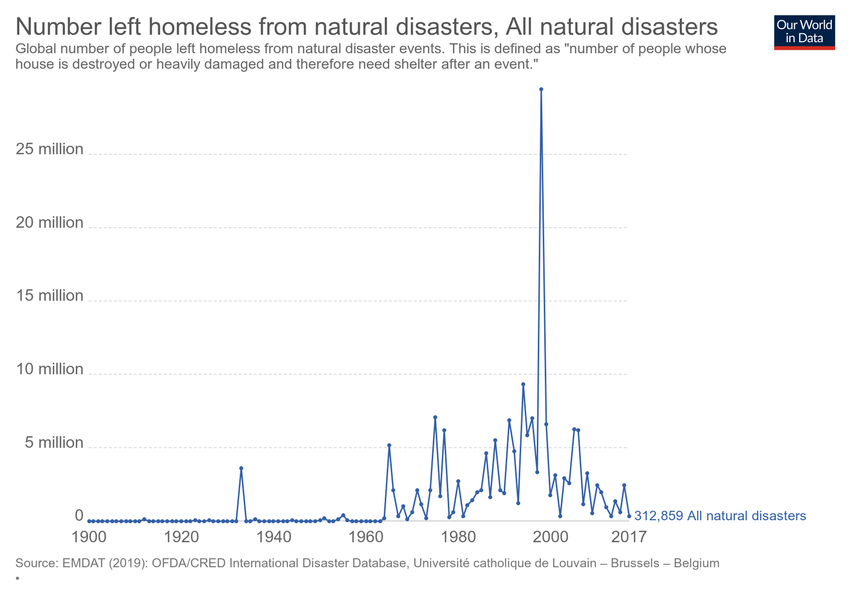 Number left homeless from natural disasters, All natural disasters
Global number of people left homeless from natural disaster events. This is defined as "number of people whose
house is destroyed or heavily damaged and therefore need shelter after an event."
Our World
in Data
25 million
20 million
15 million
10 million
5 million
0
312,859 All natural disasters
1900
1920
1940
1960
1980
2000
2017
Source: EMDAT (2019): OFDA/CRED International Disaster Database, Université catholique de Louvain – Brussels – Belgium
•